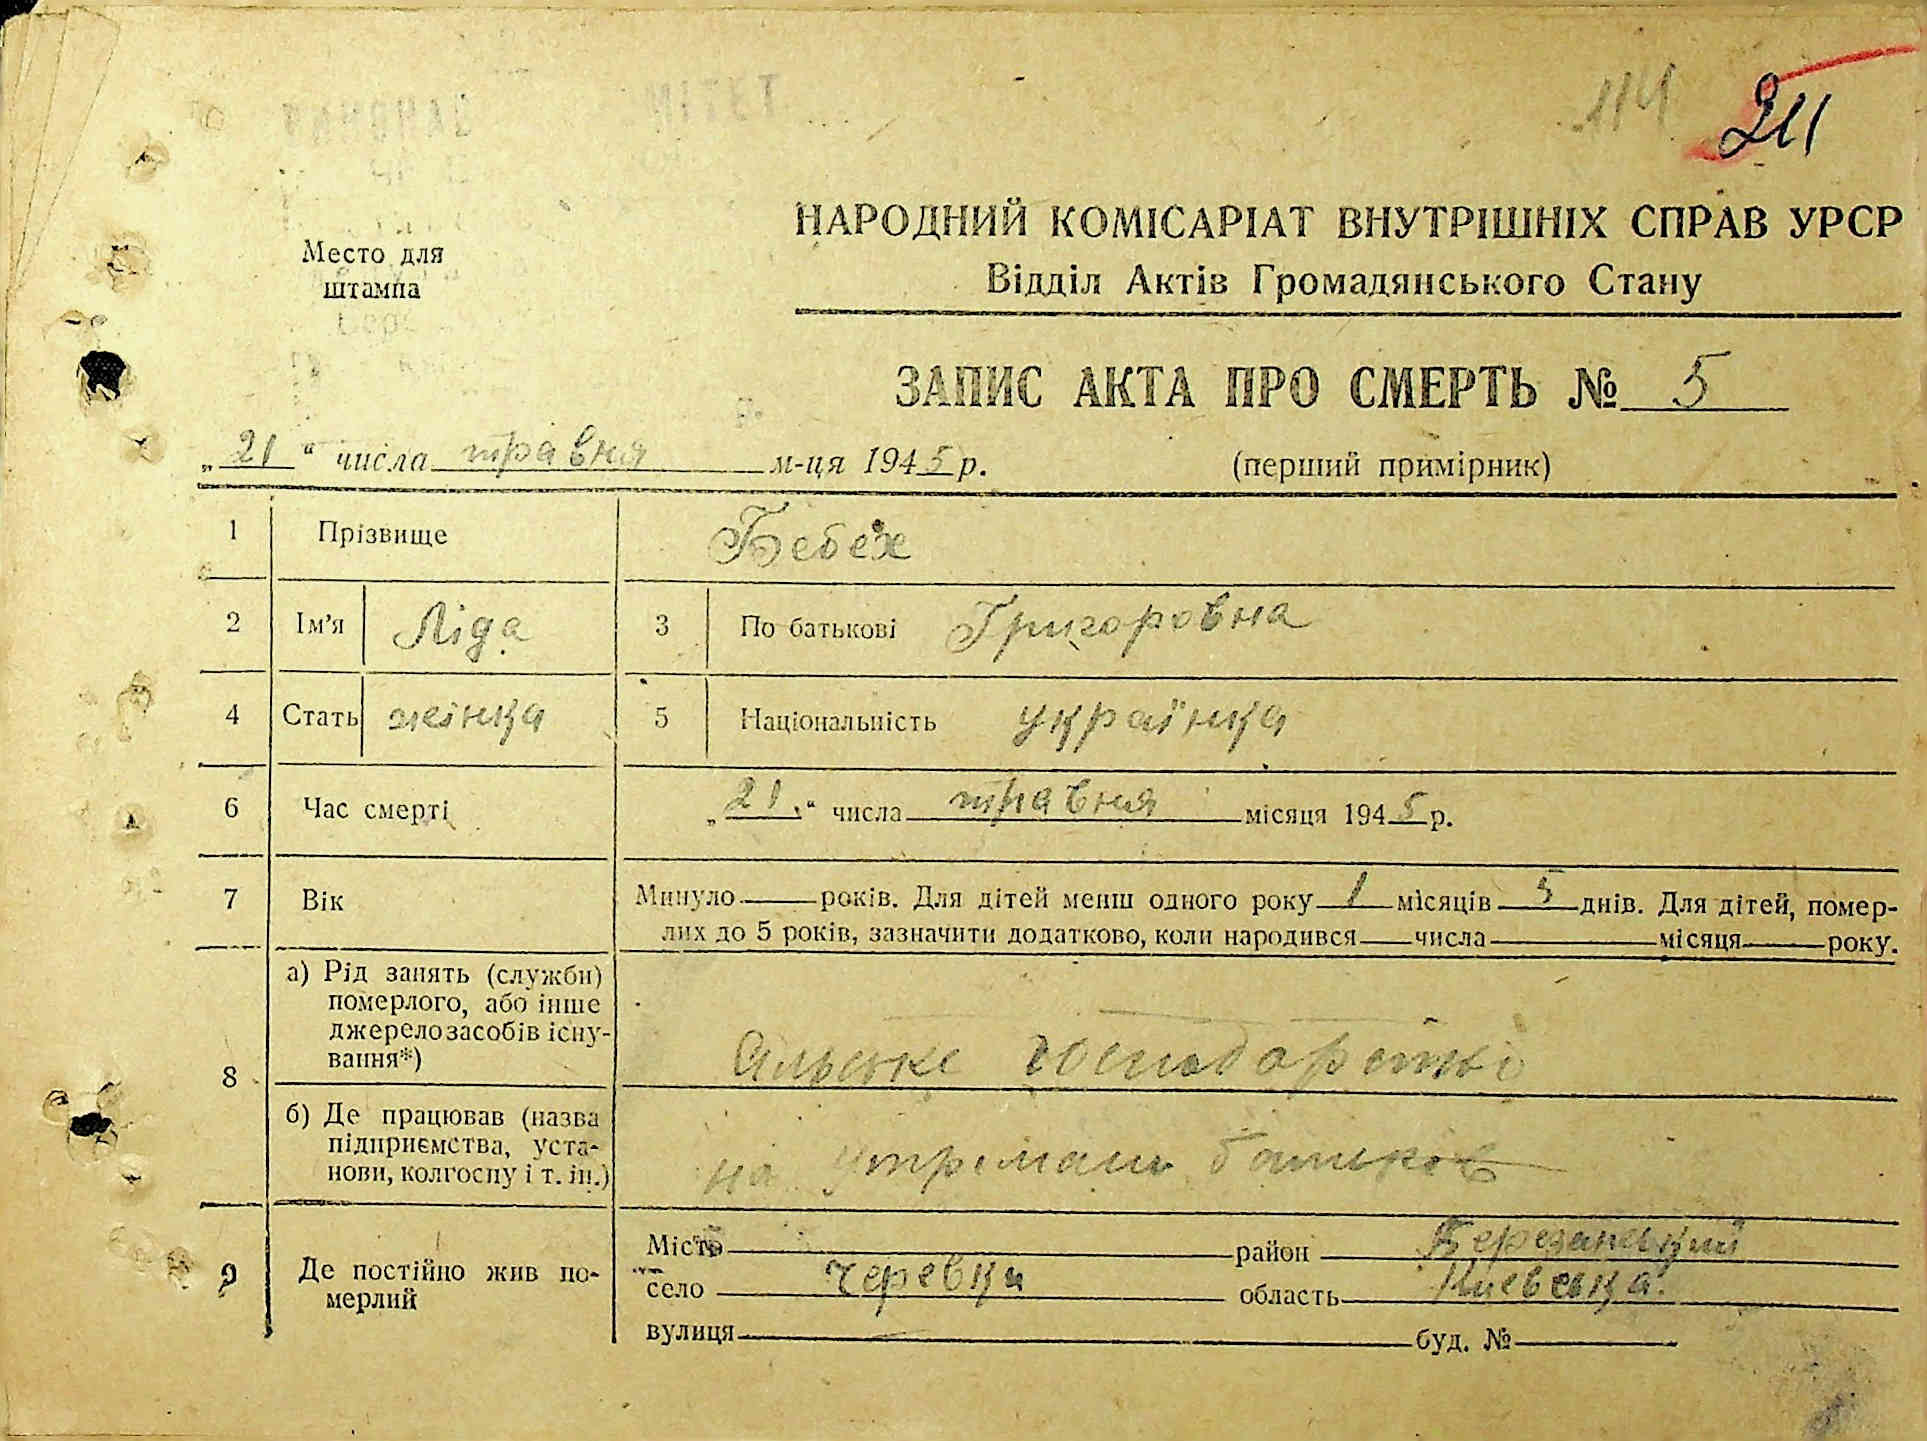 114 211
НАРОДНИЙ КОМІСАРІАТ ВНУТРІШНІХ СПРАВ УРСР
Место для
штампа
Відділ Актів Громадянського Стану
ЗАПИС АКТА ПРО СМЕРТЬ № 5
„21“ числа травня м-ця 1945 р. (перший примірник)
1 Прізвище Бебех
2 Ім'я Ліда 3 По батькові Григоровна
4 Стать жінка 5 Національність українка
6 Час смерті „21.“ числа травня місяця 1945 р.
7 Вік Минуло — років. Для дітей менш одного року 1 місяців 5 днів. Для дітей, помер-
лих до 5 років, зазначити додатково, коли народився — числа — місяця — року.
8 а) Рід занять (служби)
померлого, або інше
джерело засобів існу-
вання*)
Сільське господарство
б) Де працював (назва
підприємства, уста-
нови, колгоспу і т. ін.)
на батьків
9 Де постійно жив по-
мерлий
Місто район Березанський
село Черевки область Київська.
вулиця буд. №